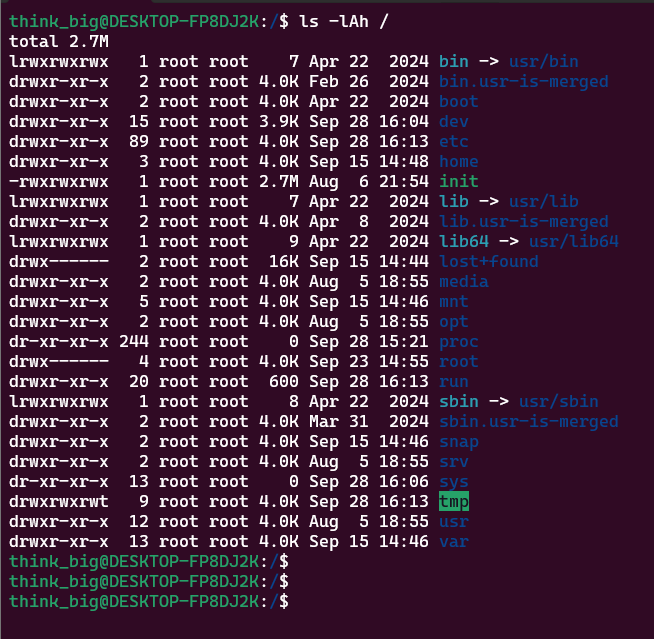 think_big@DESKTOP-FP8DJ2K:/$ ls -lAh /
total 2.7M
lrwxrwxrwx   1 root root    7 Apr 22  2024 bin -> usr/bin
drwxr-xr-x   2 root root 4.0K Feb 26  2024 bin.usr-is-merged
drwxr-xr-x   2 root root 4.0K Apr 22  2024 boot
drwxr-xr-x  15 root root 3.9K Sep 28 16:04 dev
drwxr-xr-x  89 root root 4.0K Sep 28 16:13 etc
drwxr-xr-x   3 root root 4.0K Sep 15 14:48 home
-rwxrwxrwx   1 root root 2.7M Aug  6 21:54 init
lrwxrwxrwx   1 root root    7 Apr 22  2024 lib -> usr/lib
drwxr-xr-x   2 root root 4.0K Apr  8  2024 lib.usr-is-merged
lrwxrwxrwx   1 root root    9 Apr 22  2024 lib64 -> usr/lib64
drwx------   2 root root  16K Sep 15 14:44 lost+found
drwxr-xr-x   2 root root 4.0K Aug  5 18:55 media
drwxr-xr-x   5 root root 4.0K Sep 15 14:46 mnt
drwxr-xr-x   2 root root 4.0K Aug  5 18:55 opt
dr-xr-xr-x 244 root root    0 Sep 28 15:21 proc
drwx------   4 root root 4.0K Sep 23 14:55 root
drwxr-xr-x  20 root root  600 Sep 28 16:13 run
lrwxrwxrwx   1 root root    8 Apr 22  2024 sbin -> usr/sbin
drwxr-xr-x   2 root root 4.0K Mar 31  2024 sbin.usr-is-merged
drwxr-xr-x   2 root root 4.0K Sep 15 14:46 snap
drwxr-xr-x   2 root root 4.0K Aug  5 18:55 srv
dr-xr-xr-x  13 root root    0 Sep 28 16:06 sys
drwxrwxrwt   9 root root 4.0K Sep 28 16:13 tmp
drwxr-xr-x  12 root root 4.0K Aug  5 18:55 usr
drwxr-xr-x  13 root root 4.0K Sep 15 14:46 var
think_big@DESKTOP-FP8DJ2K:/$
think_big@DESKTOP-FP8DJ2K:/$
think_big@DESKTOP-FP8DJ2K:/$